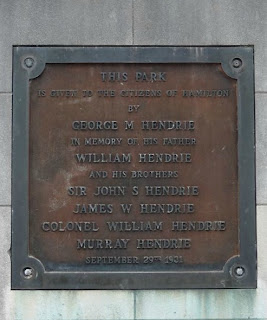 THIS PARK
IS GIVEN TO THE CITIZENS OF HAMILTON
BY
GEORGE M HENDRIE
IN MEMORY OF HIS FATHER
WILLIAM HENDRIE
AND HIS BROTHERS
SIR JOHN S HENDRIE
JAMES W HENDRIE
COLONEL WILLIAM HENDRIE
MURRAY HENDRIE
SEPTEMBER 29TH 1931